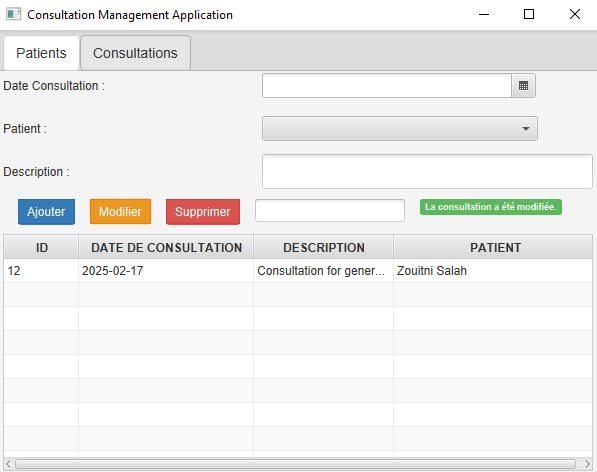 Consultation Management Application
Patients Consultations
Date Consultation :
Patient :
Description :
Ajouter Modifier Supprimer La consultation a été modifiée.
ID DATE DE CONSULTATION DESCRIPTION PATIENT
12 2025-02-17 Consultation for gener... Zouitni Salah